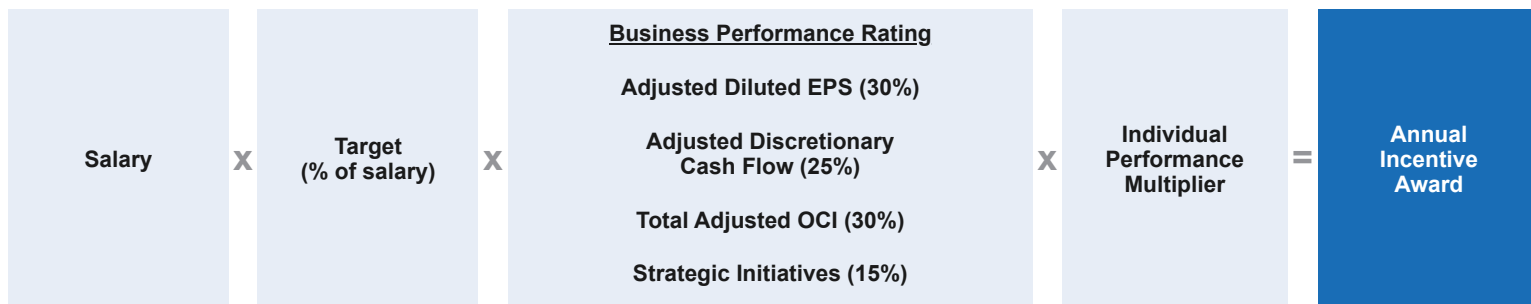 Salary
x
Target
(% of salary)
x
Business Performance Rating
Adjusted Diluted EPS (30%)
Adjusted Discretionary
Cash Flow (25%)
Total Adjusted OCI (30%)
Strategic Initiatives (15%)
x
Individual
Performance
Multiplier
=
Annual
Incentive
Award